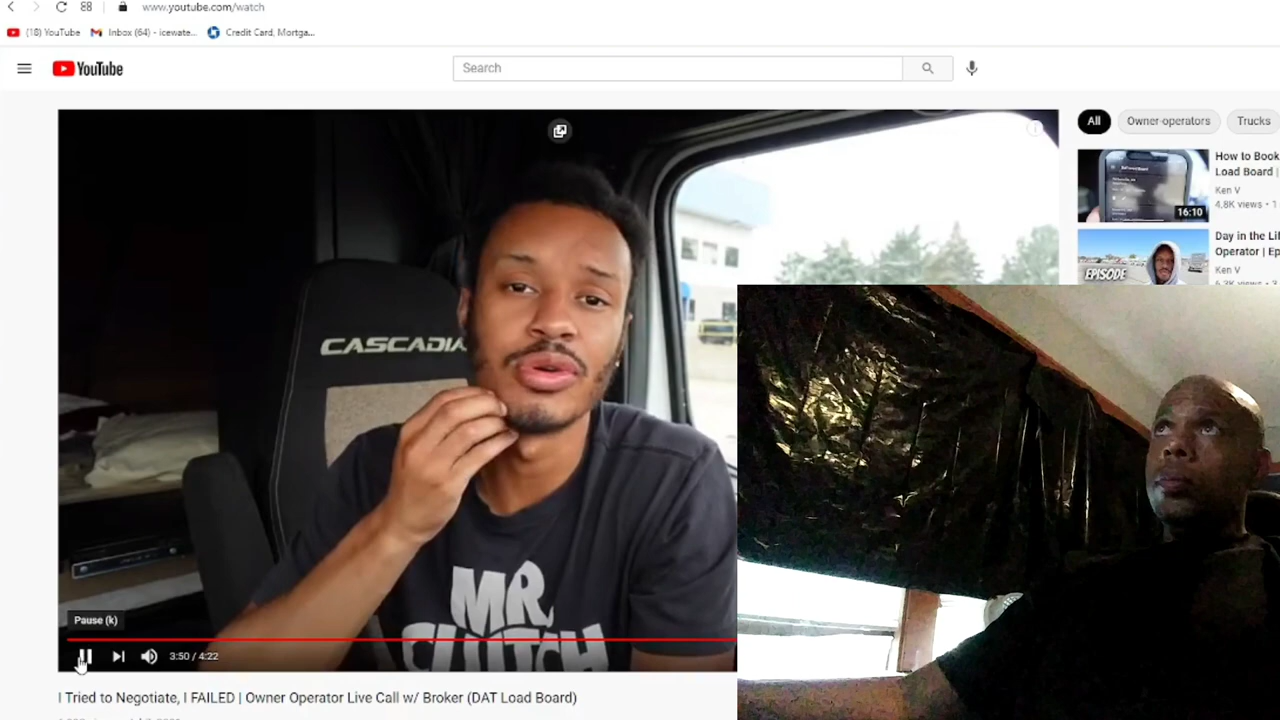 www.youtube.com/watch
(18) YouTube
Inbox (64) - icewate...
Credit Card, Mortga...
YouTube
Search
All
Owner-operators
Trucks
How to Book
Load Board |
Ken V
4.8K views • 1
16:10
Day in the Li
Operator | Ep
Ken V
EPISODE
CASCADIA
MR.
CLUTCH
Pause (k)
3:50 / 4:22
I Tried to Negotiate, I FAILED | Owner Operator Live Call w/ Broker (DAT Load Board)